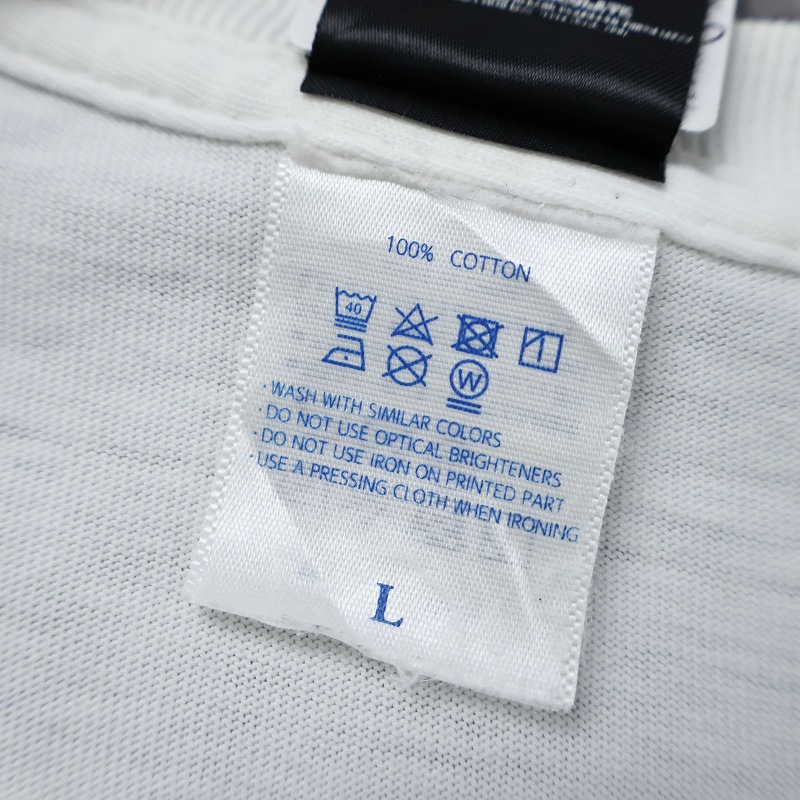 100% COTTON
40
W
· WASH WITH SIMILAR COLORS
· DO NOT USE OPTICAL BRIGHTENERS
· DO NOT USE IRON ON PRINTED PART
· USE A PRESSING CLOTH WHEN IRONING
L